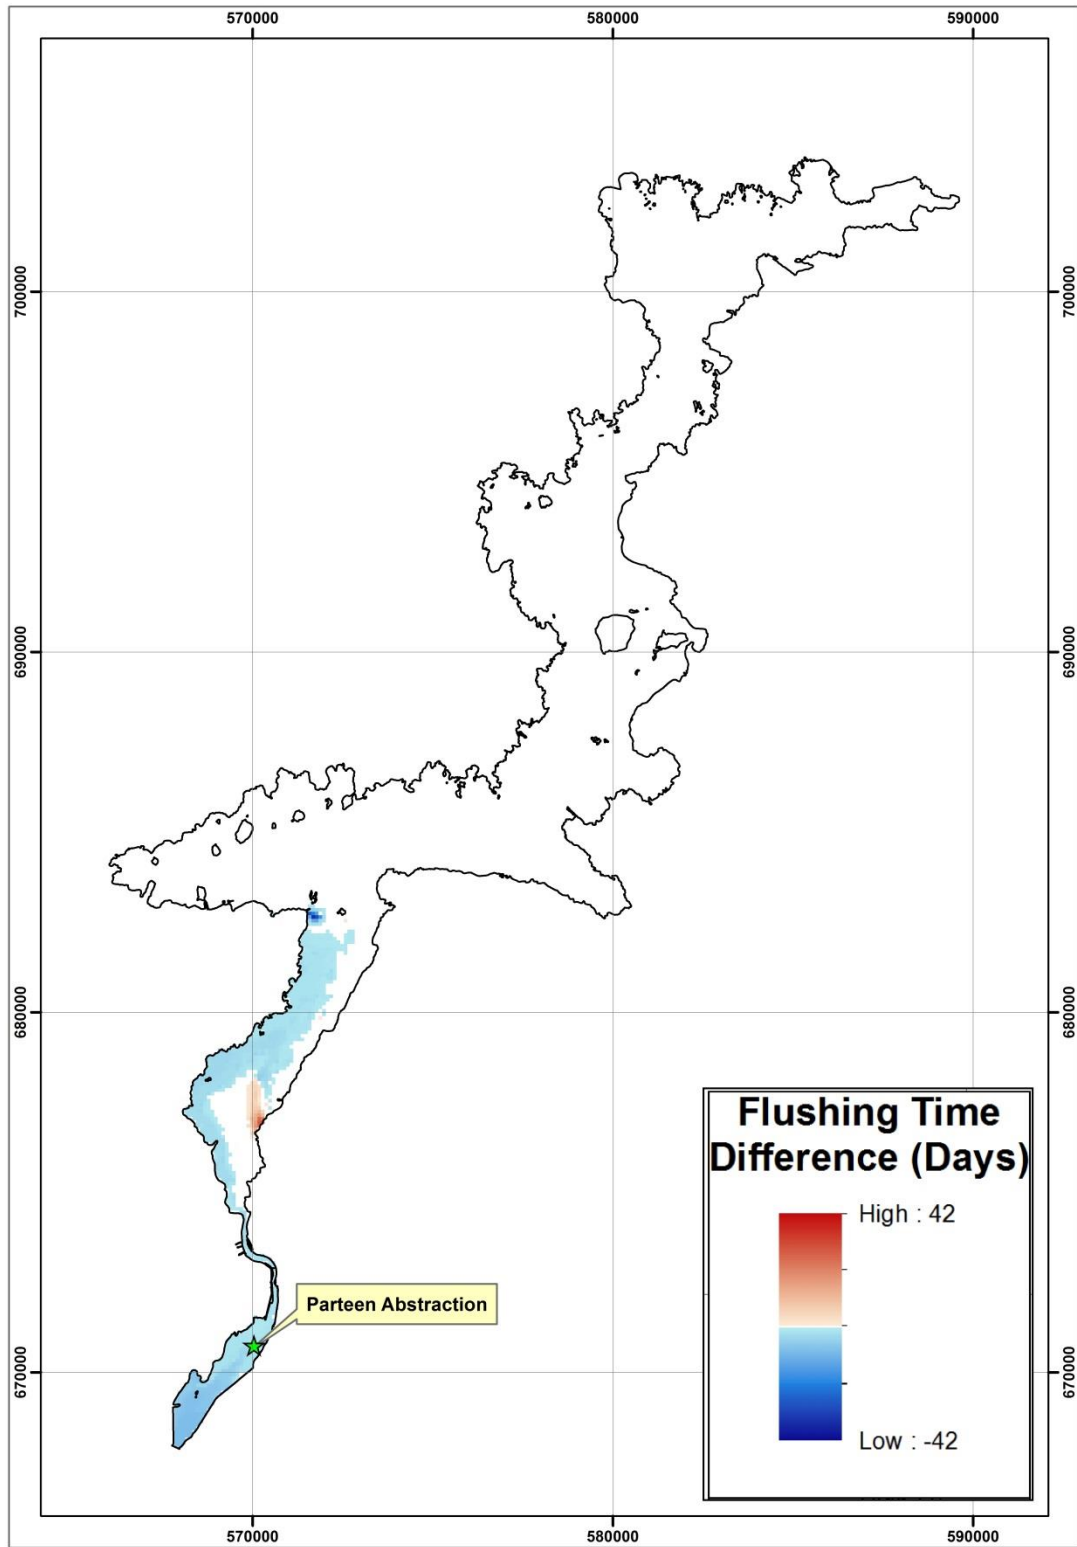 570000 580000 590000
700000 700000
690000 690000
680000 680000
Flushing Time
Difference (Days)
High : 42
Low : -42
Parteen Abstraction
670000 670000
570000 580000 590000